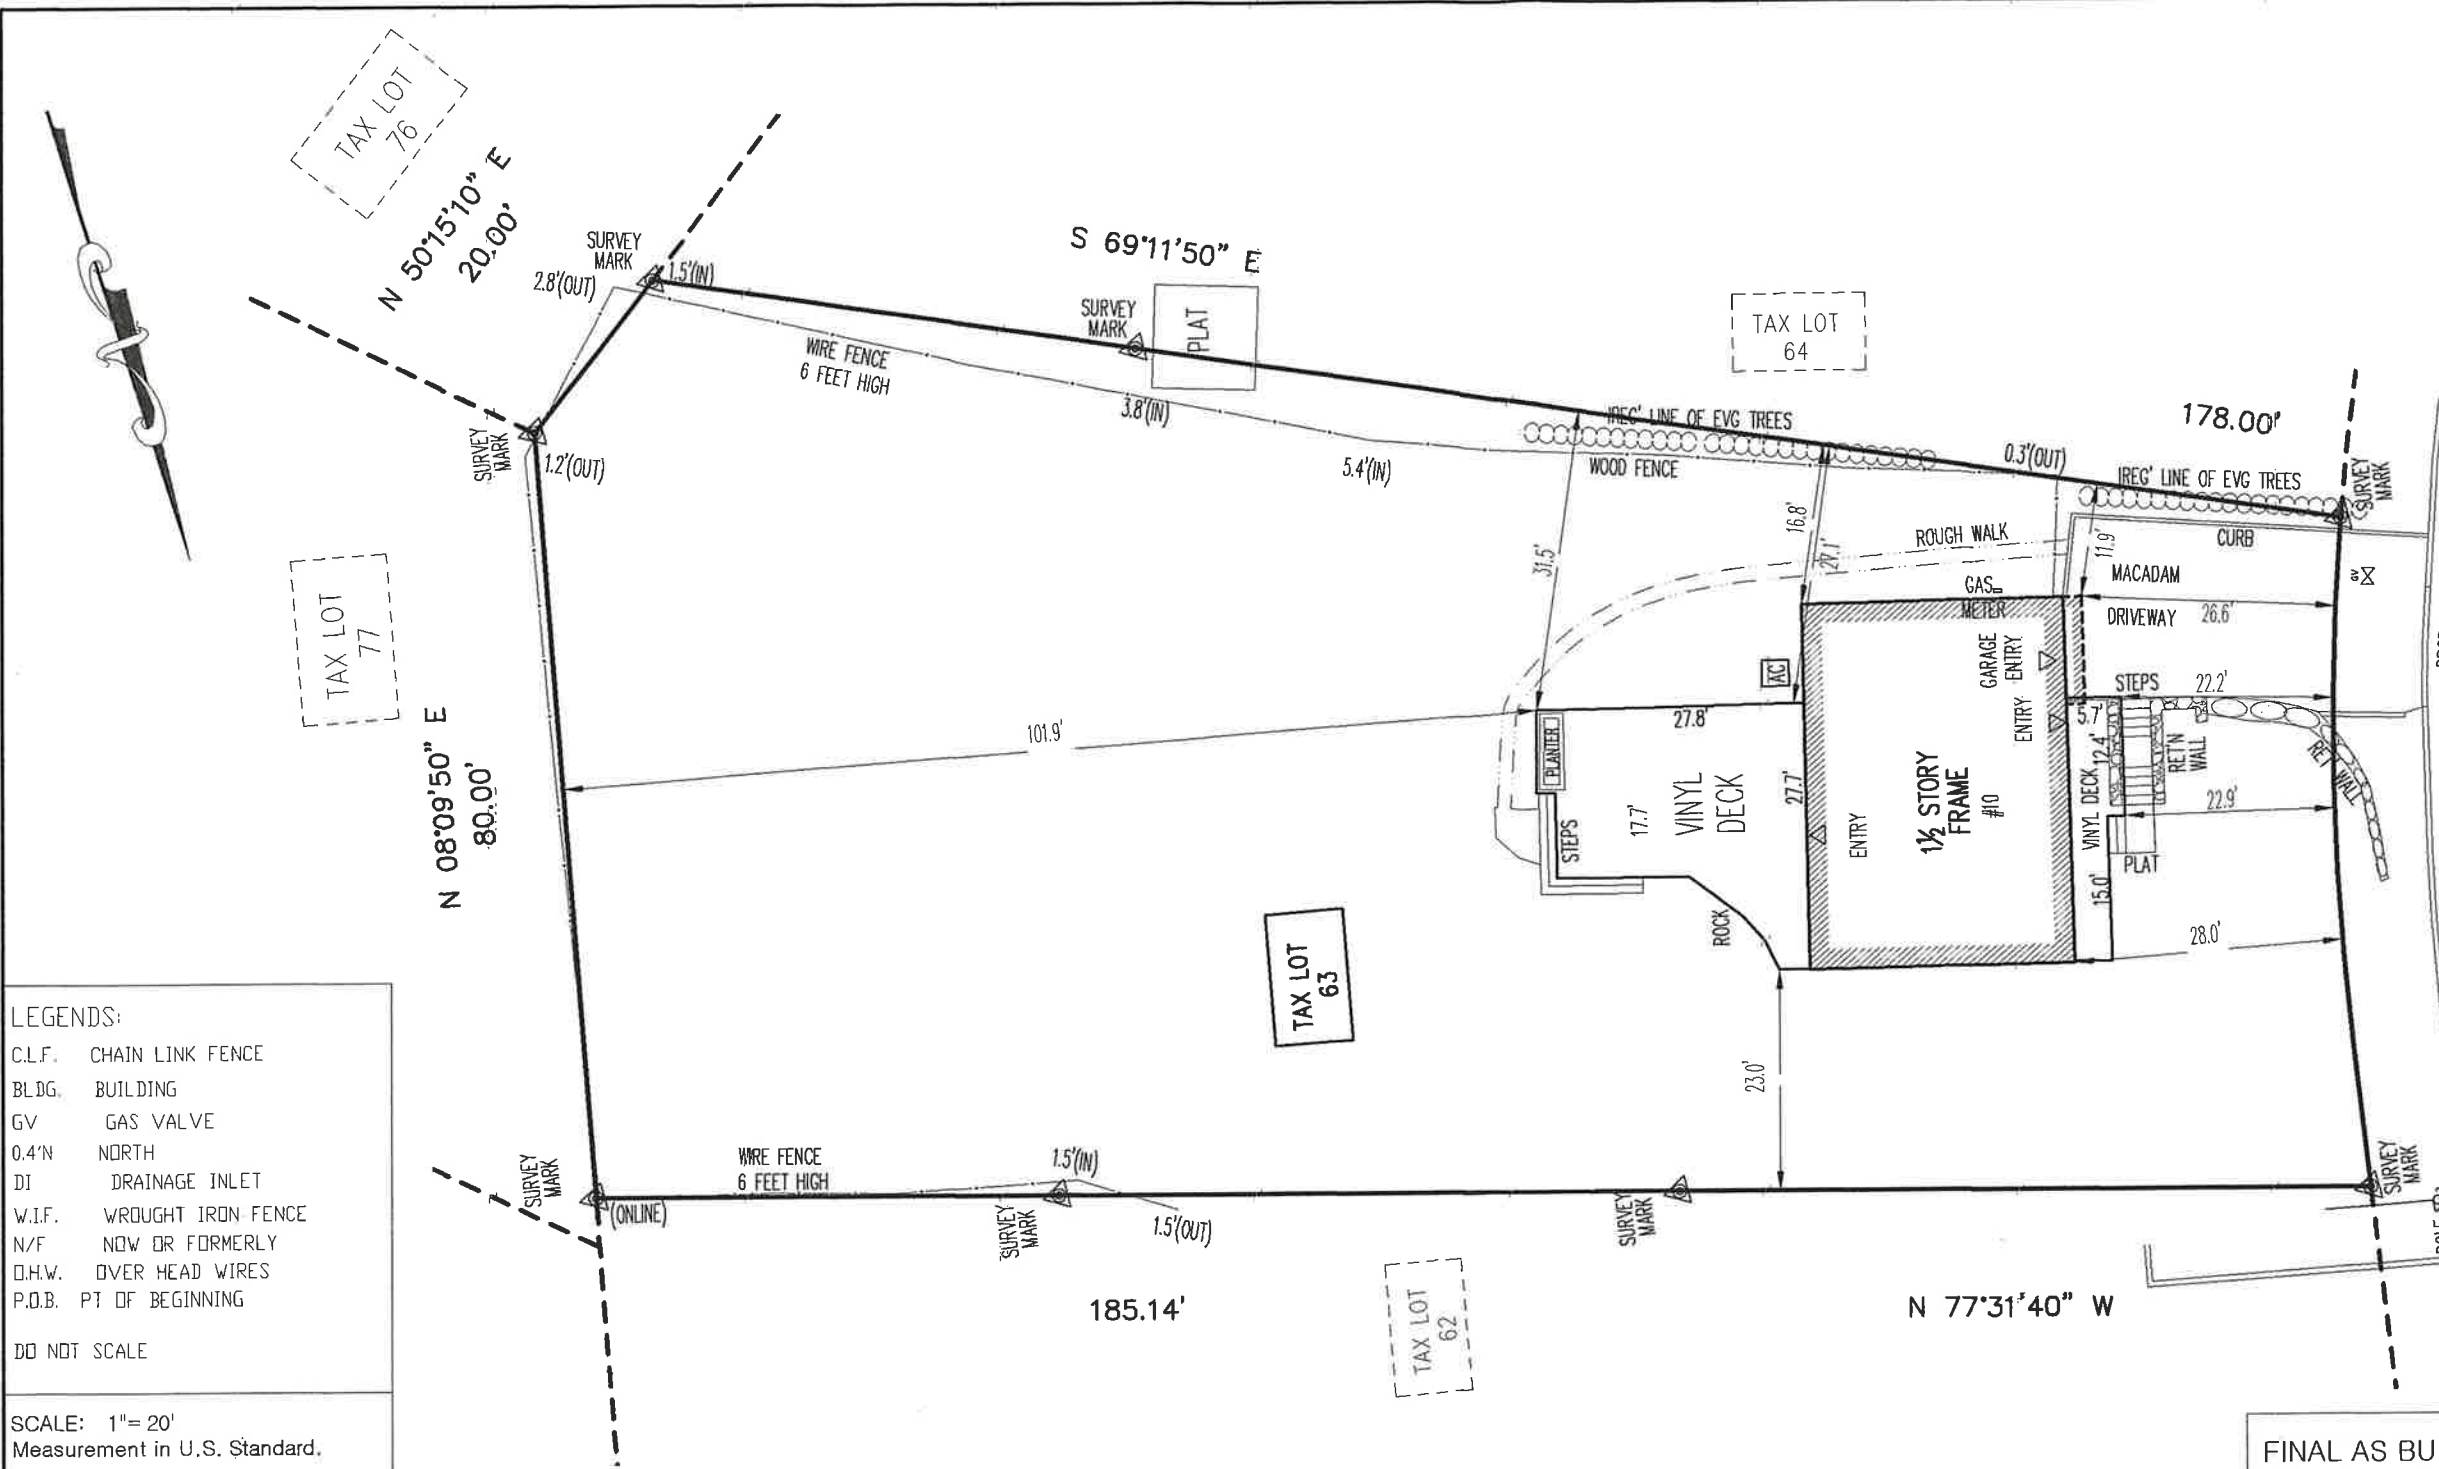 TAX LOT
76
N 50°15'10" E
20.00'
SURVEY
MARK
2.8'(OUT)
1.5'(IN)
S 69°11'50" E
SURVEY
MARK
PLAT
TAX LOT
64
178.00'
WIRE FENCE
6 FEET HIGH
3.8'(IN)
5.4'(IN)
IREG' LINE OF EVG TREES
WOOD FENCE
0.3'(OUT)
IREG' LINE OF EVG TREES
SURVEY
MARK
SURVEY
MARK
1.2'(OUT)
31.5'
16.8'
27.1'
ROUGH WALK
11.9'
CURB
MACADAM
DRIVEWAY
26.6'
GV
GAS
METER
GARAGE
ENTRY
TAX LOT
77
N 08°09'50" E
80.00'
101.9'
AC
27.8'
PLANTER
STEPS
17.7'
VINYL
DECK
27.7'
ENTRY
ENTRY
1½ STORY
FRAME
#10
STEPS
22.2'
5.7'
12.4'
VINYL DECK
15.0'
RET'N
WALL
RET' WALL
22.9'
PLAT
28.0'
ROCK
TAX LOT
63
23.0'
WIRE FENCE
6 FEET HIGH
1.5'(IN)
SURVEY
MARK
(ONLINE)
SURVEY
MARK
1.5'(OUT)
SURVEY
MARK
SURVEY
MARK
185.14'
TAX LOT
62
N 77°31'40" W
LEGENDS:
C.L.F. CHAIN LINK FENCE
BLDG. BUILDING
GV GAS VALVE
0.4'N NORTH
DI DRAINAGE INLET
W.I.F. WROUGHT IRON FENCE
N/F NOW OR FORMERLY
O.H.W. OVER HEAD WIRES
P.O.B. PT OF BEGINNING
DO NOT SCALE
SCALE: 1"= 20'
Measurement in U.S. Standard.
FINAL AS BU